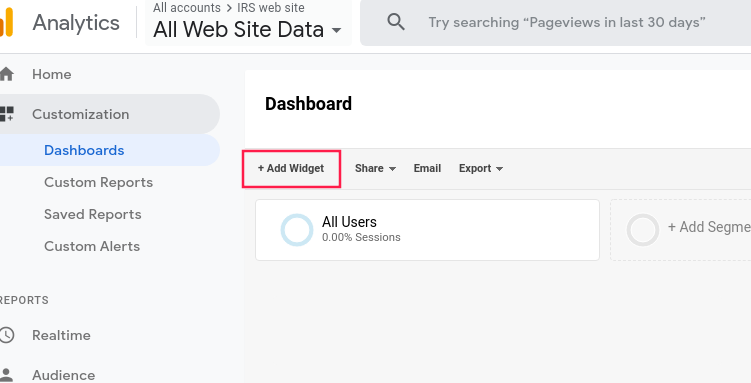 Analytics
All accounts > IRS web site
All Web Site Data
Try searching “Pageviews in last 30 days”
Home
Customization
Dashboards
Custom Reports
Saved Reports
Custom Alerts
REPORTS
Realtime
Audience
Dashboard
+ Add Widget
Share
Email
Export
All Users
0.00% Sessions
+ Add Segme